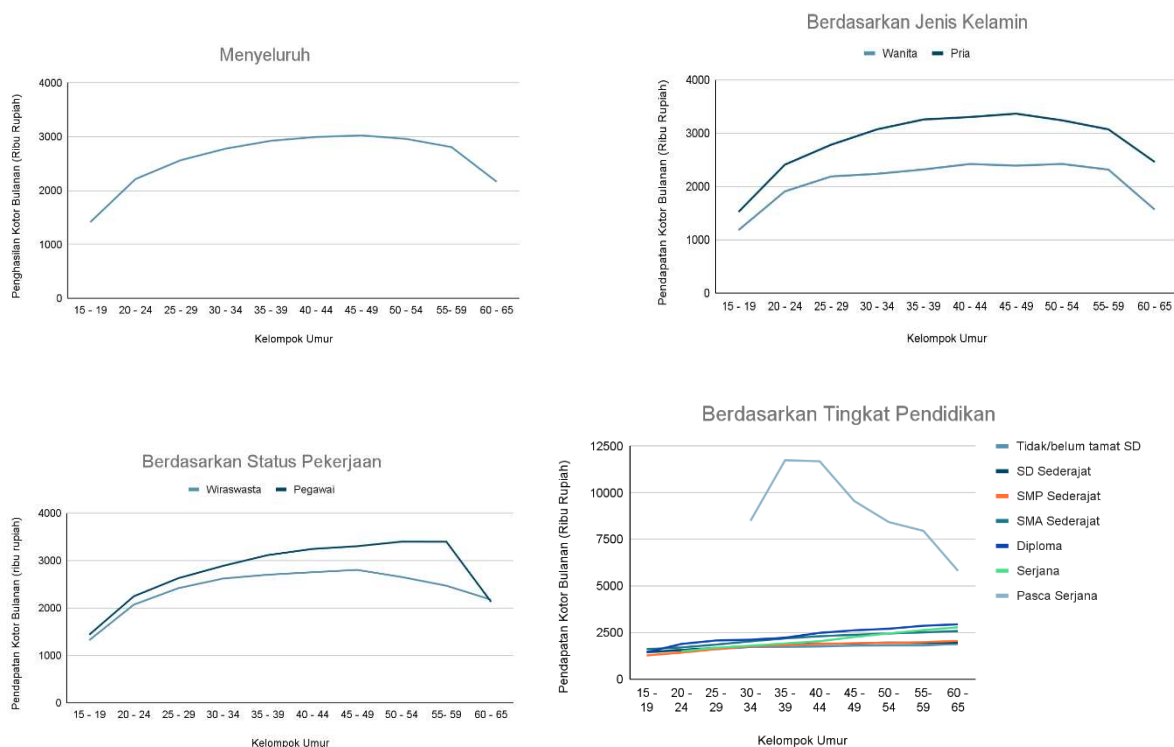 Menyeluruh
Penghasilan Kotor Bulanan (Ribu Rupiah)
4000
3000
2000
1000
0
15 - 19 20 - 24 25 - 29 30 - 34 35 - 39 40 - 44 45 - 49 50 - 54 55- 59 60 - 65
Kelompok Umur
Berdasarkan Jenis Kelamin
Wanita Pria
Pendapatan Kotor Bulanan (Ribu Rupiah)
4000
3000
2000
1000
0
15 - 19 20 - 24 25 - 29 30 - 34 35 - 39 40 - 44 45 - 49 50 - 54 55- 59 60 - 65
Kelompok Umur
Berdasarkan Status Pekerjaan
Wiraswasta Pegawai
Pendapatan Kotor Bulanan (ribu rupiah)
4000
3000
2000
1000
0
15 - 19 20 - 24 25 - 29 30 - 34 35 - 39 40 - 44 45 - 49 50 - 54 55- 59 60 - 65
Kelompok Umur
Berdasarkan Tingkat Pendidikan
Pendapatan Kotor Bulanan (Ribu Rupiah)
12500
10000
7500
5000
2500
0
15 - 20 - 25 - 30 - 35 - 40 - 45 - 50 - 55- 60 -
19 24 29 34 39 44 49 54 59 65
Kelompok Umur
Tidak/belum tamat SD
SD Sederajat
SMP Sederajat
SMA Sederajat
Diploma
Serjana
Pasca Serjana